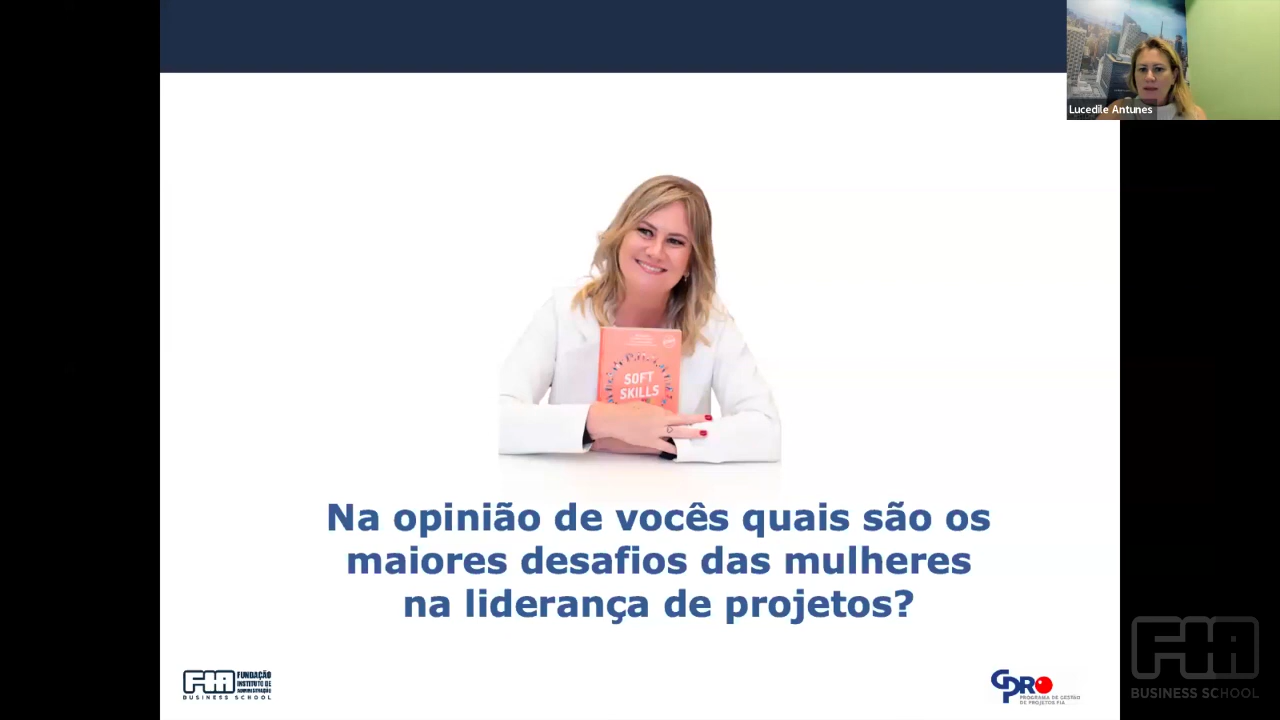 Lucedile Antunes
SOFT
SKILLS
Na opinião de vocês quais são os
maiores desafios das mulheres
na liderança de projetos?
FIA
FUNDAÇÃO
INSTITUTO DE
ADMINISTRAÇÃO
BUSINESS SCHOOL
GPRO
PROGRAMA DE GESTÃO
DE PROJETOS FIA
FIA
BUSINESS SCHOOL